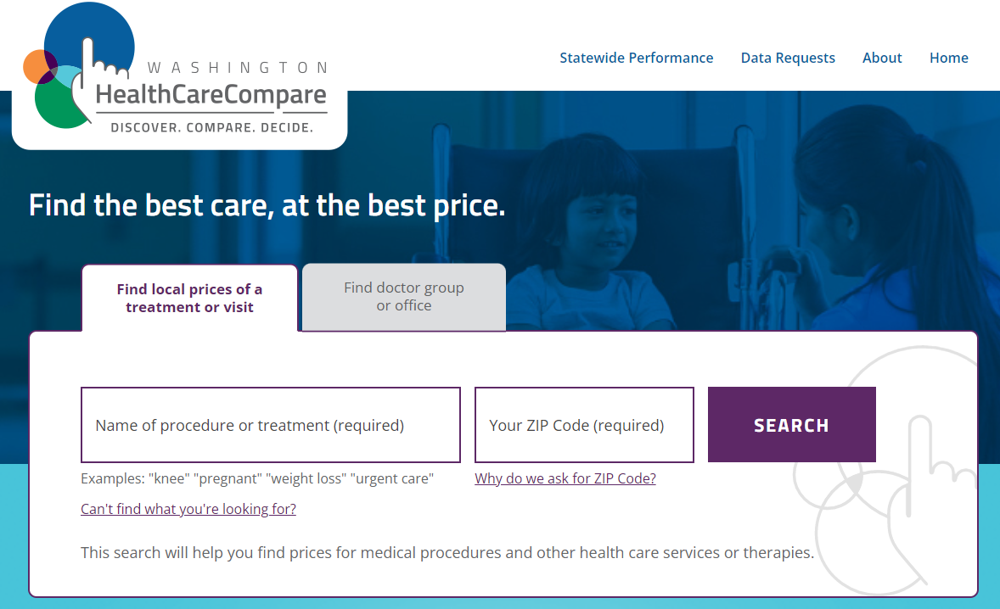 WASHINGTON
HealthCareCompare
DISCOVER. COMPARE. DECIDE.
Statewide Performance
Data Requests
About
Home
Find the best care, at the best price.
Find local prices of a
treatment or visit
Find doctor group
or office
Name of procedure or treatment (required)
Your ZIP Code (required)
SEARCH
Examples: "knee" "pregnant" "weight loss" "urgent care"
Why do we ask for ZIP Code?
Can't find what you're looking for?
This search will help you find prices for medical procedures and other health care services or therapies.